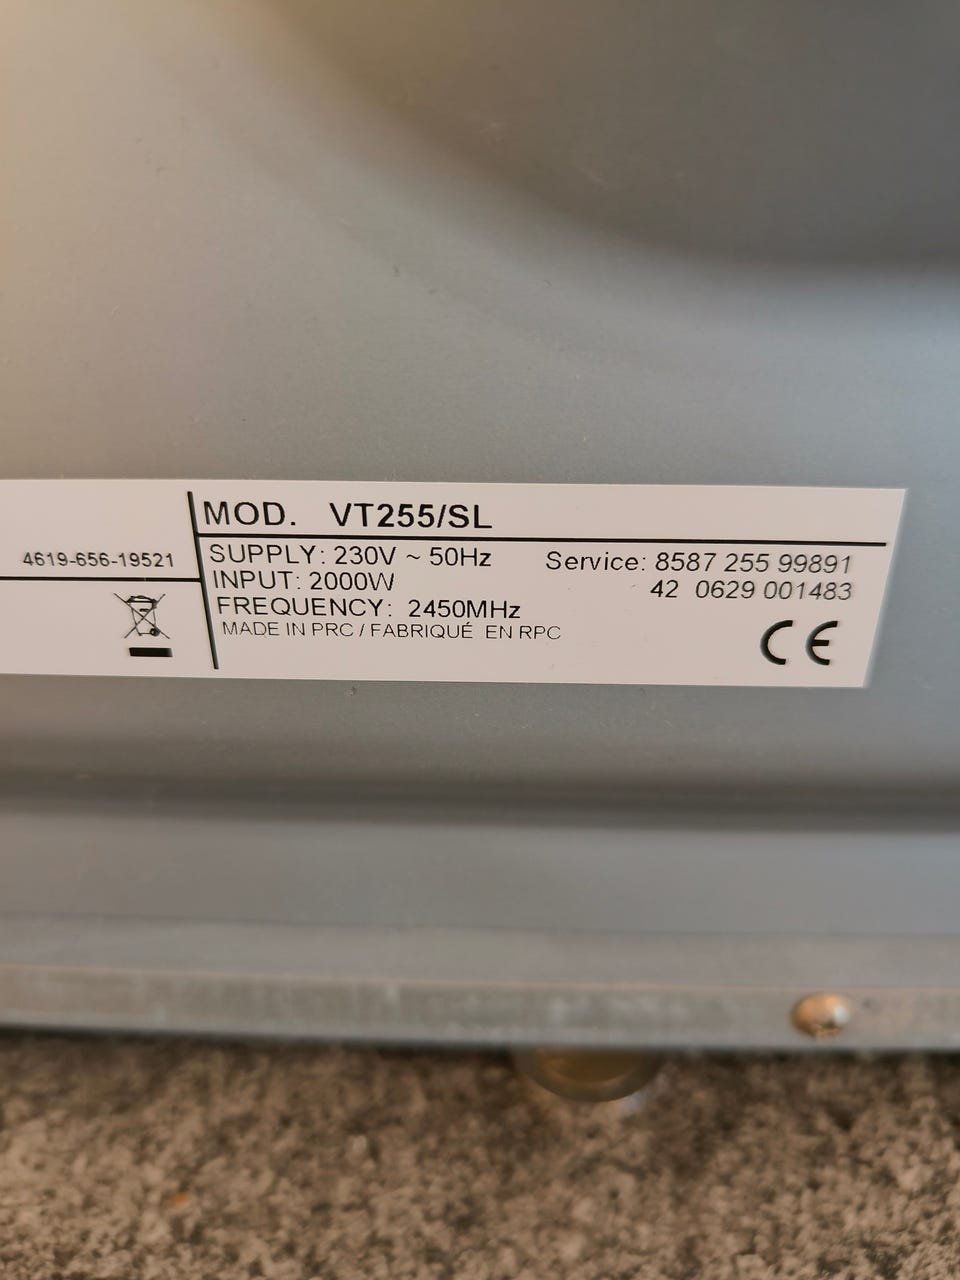 MOD. VT255/SL
4619-656-19521
SUPPLY: 230V ~ 50Hz
INPUT: 2000W
FREQUENCY: 2450MHz
MADE IN PRC / FABRIQUÉ EN RPC
Service: 8587 255 99891
42 0629 001483
CE